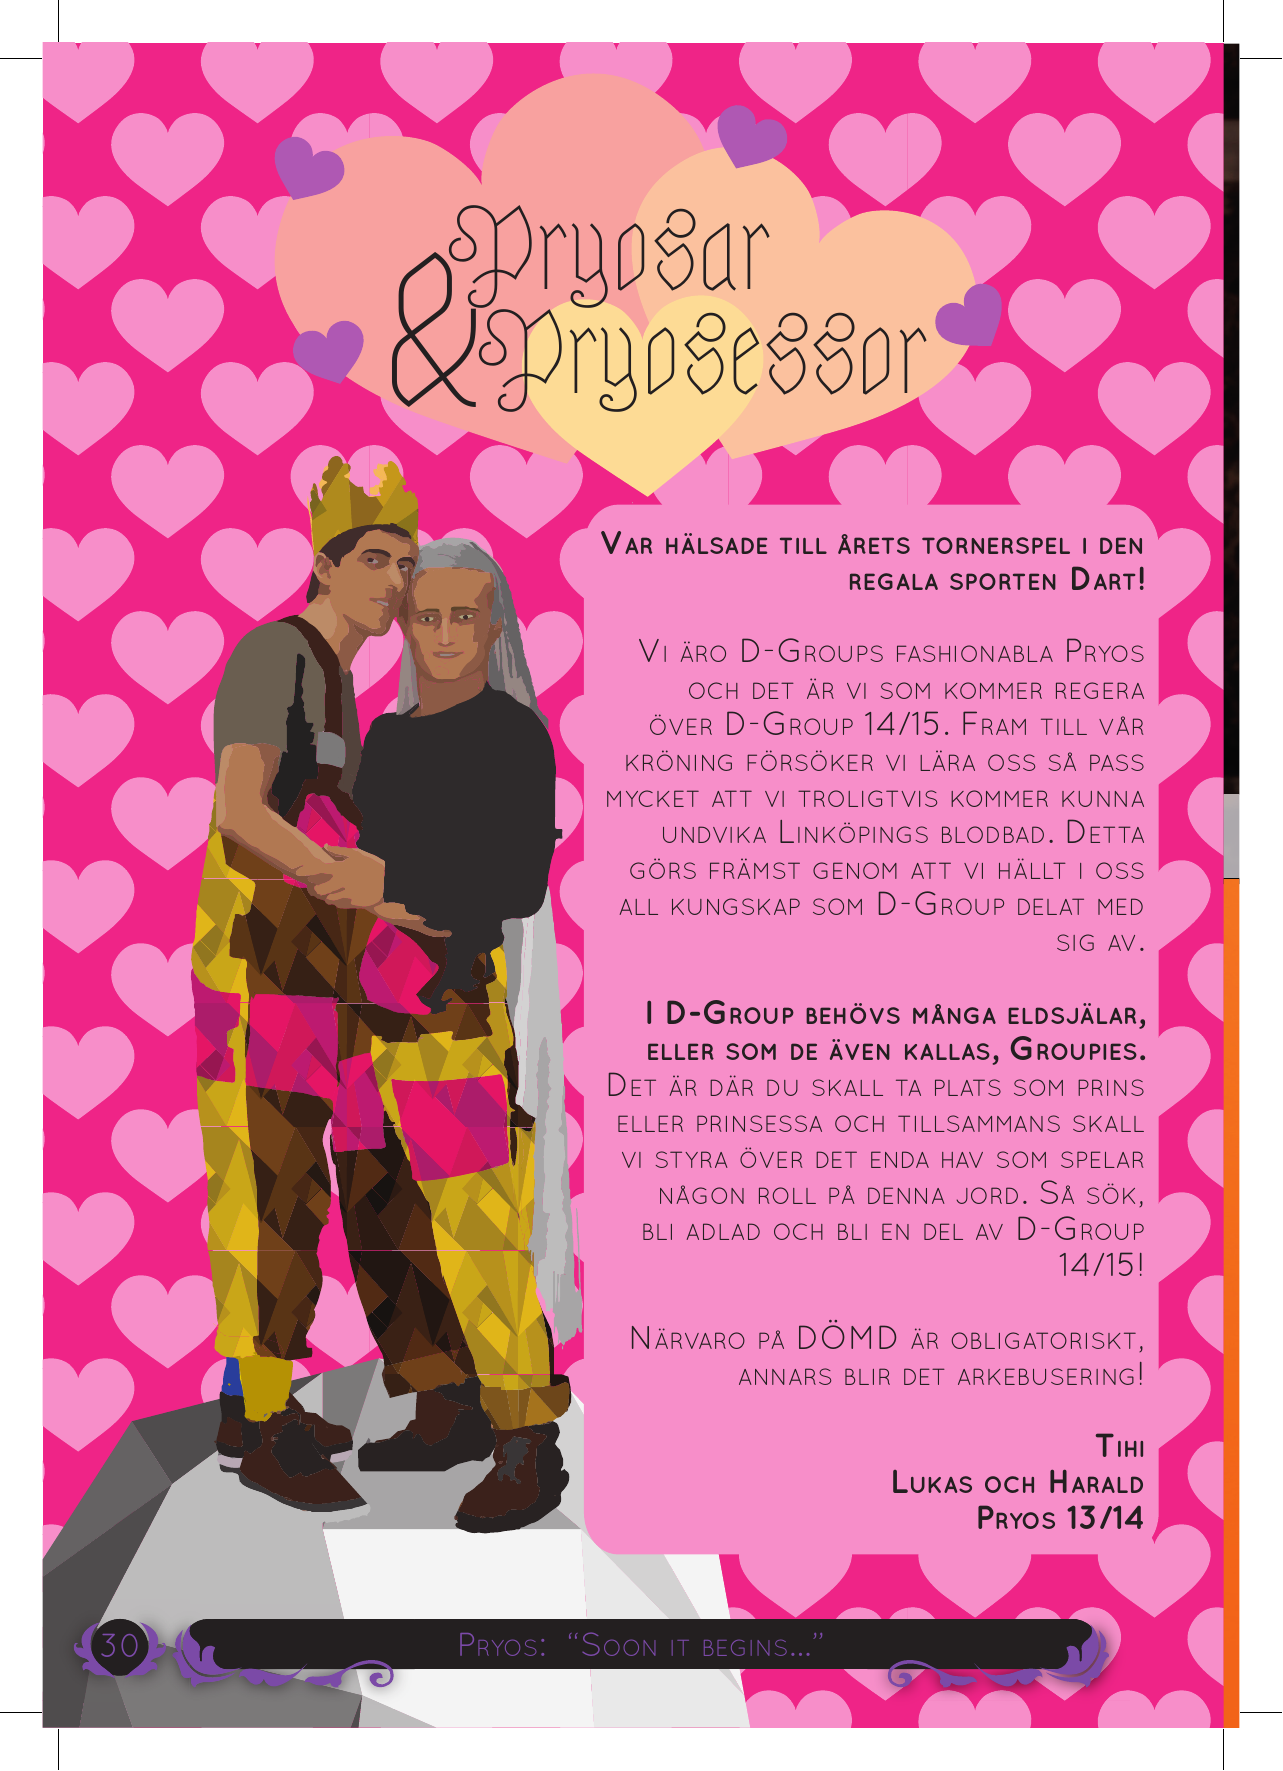 Pryosar
& Pryosessor
Var hälsade till årets tornerspel i den
regala sporten Dart!
Vi äro D-Groups fashionabla Pryos
och det är vi som kommer regera
över D-Group 14/15. Fram till vår
kröning försöker vi lära oss så pass
mycket att vi troligtvis kommer kunna
undvika Linköpings blodbad. Detta
görs främst genom att vi hällt i oss
all kungskap som D-Group delat med
sig av.
I D-Group behövs många eldsjälar,
eller som de även kallas, Groupies.
Det är där du skall ta plats som prins
eller prinsessa och tillsammans skall
vi styra över det enda hav som spelar
någon roll på denna jord. Så sök,
bli adlad och bli en del av D-Group
14/15!
Närvaro på DÖMD är obligatoriskt,
annars blir det arkebusering!
Tihi
Lukas och Harald
Pryos 13/14
30
Pryos: “Soon it begins...”